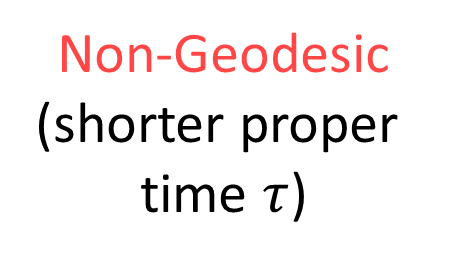 Non-Geodesic
(shorter proper
time 𝜏)